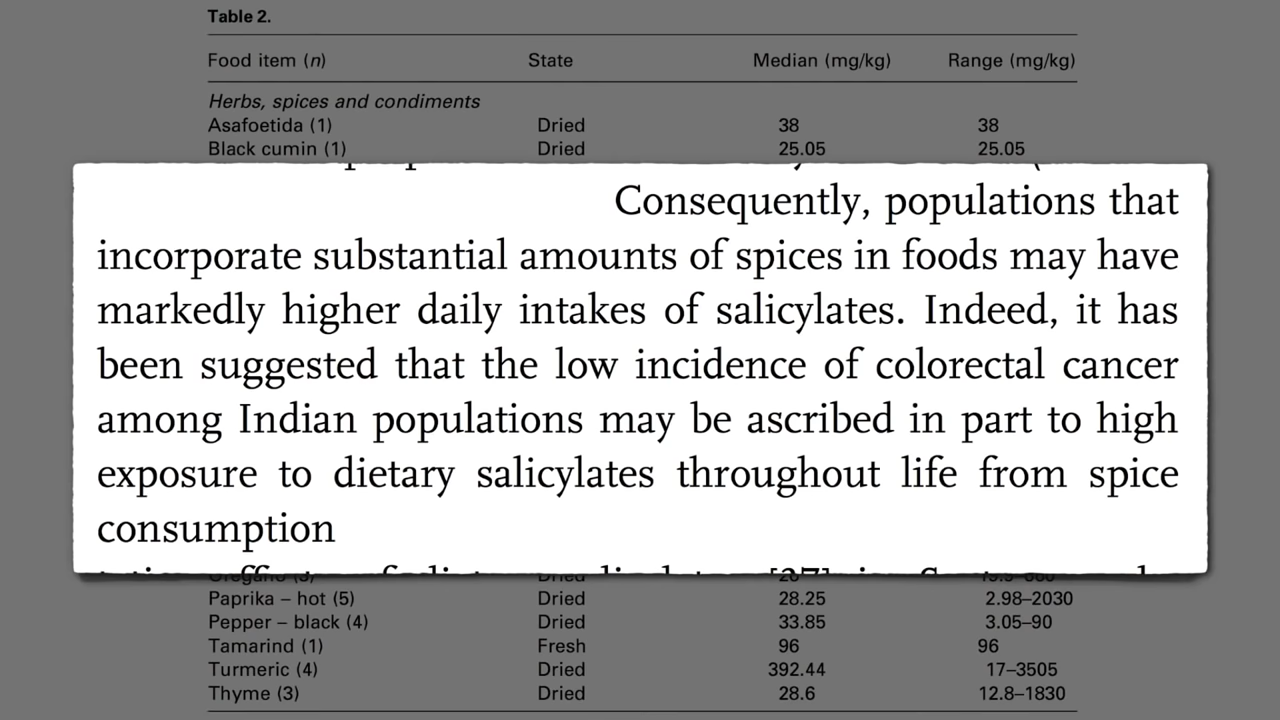 Table 2.
Food item (n) State Median (mg/kg) Range (mg/kg)
Herbs, spices and condiments
Asafoetida (1) Dried 38 38
Black cumin (1) Dried 25.05 25.05
Consequently, populations that
incorporate substantial amounts of spices in foods may have
markedly higher daily intakes of salicylates. Indeed, it has
been suggested that the low incidence of colorectal cancer
among Indian populations may be ascribed in part to high
exposure to dietary salicylates throughout life from spice
consumption
Paprika – hot (5) Dried 28.25 2.98–2030
Pepper – black (4) Dried 33.85 3.05–90
Tamarind (1) Fresh 96 96
Turmeric (4) Dried 392.44 17–3505
Thyme (3) Dried 28.6 12.8–1830